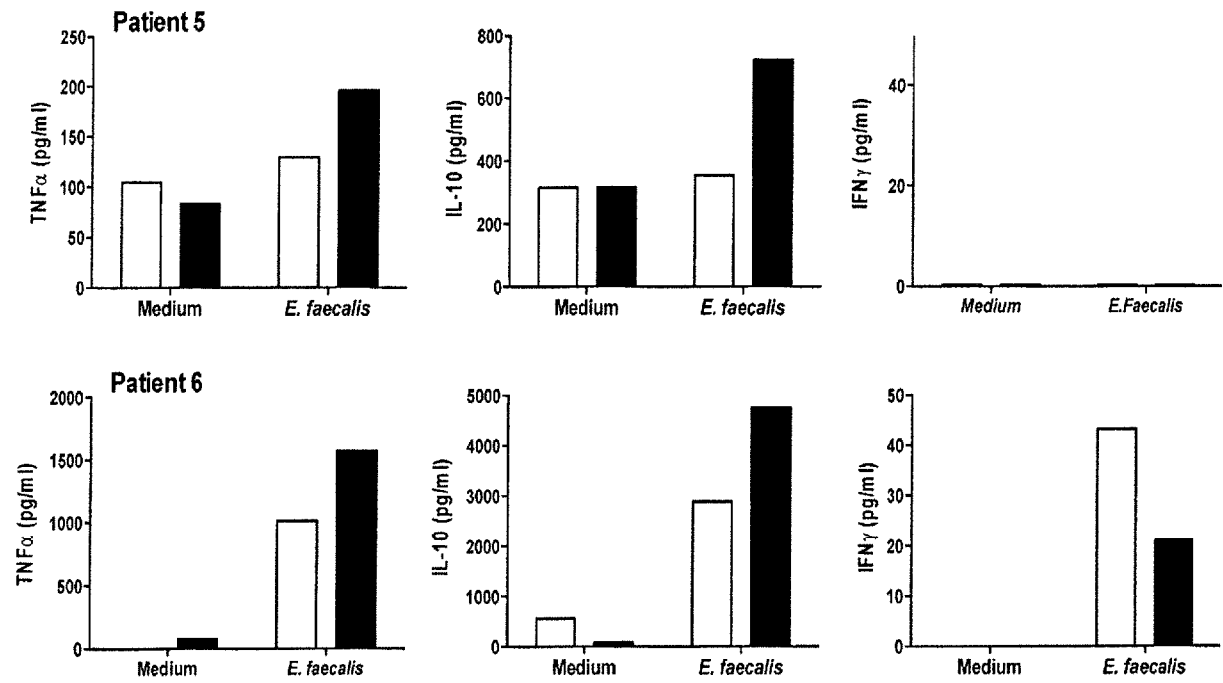 Patient 5
TNFα (pg/ml)
250
200
150
100
50
0
Medium
E. faecalis
IL-10 (pg/ml)
800
600
400
200
0
Medium
E. faecalis
IFNγ (pg/ml)
40
20
0
Medium
E.Faecalis
Patient 6
TNFα (pg/ml)
2000
1500
1000
500
0
Medium
E. faecalis
IL-10 (pg/ml)
5000
4000
3000
2000
1000
0
Medium
E. faecalis
IFNγ (pg/ml)
50
40
30
20
10
0
Medium
E. faecalis